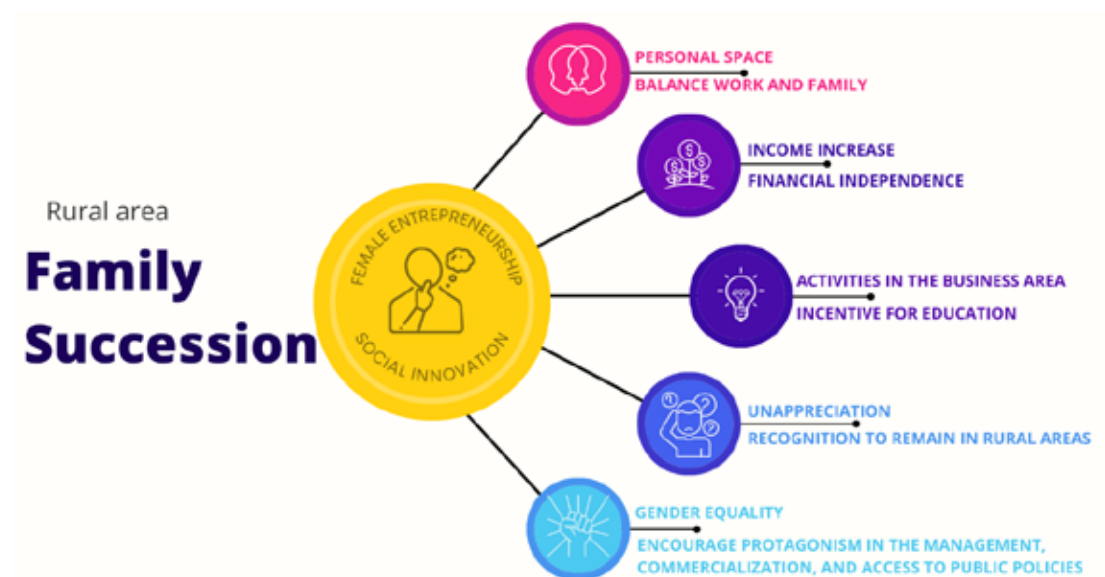 Rural area
Family
Succession
FEMALE ENTREPRENEURSHIP
SOCIAL INNOVATION
PERSONAL SPACE
BALANCE WORK AND FAMILY
INCOME INCREASE
FINANCIAL INDEPENDENCE
ACTIVITIES IN THE BUSINESS AREA
INCENTIVE FOR EDUCATION
UNAPPRECIATION
RECOGNITION TO REMAIN IN RURAL AREAS
GENDER EQUALITY
ENCOURAGE PROTAGONISM IN THE MANAGEMENT,
COMMERCIALIZATION, AND ACCESS TO PUBLIC POLICIES